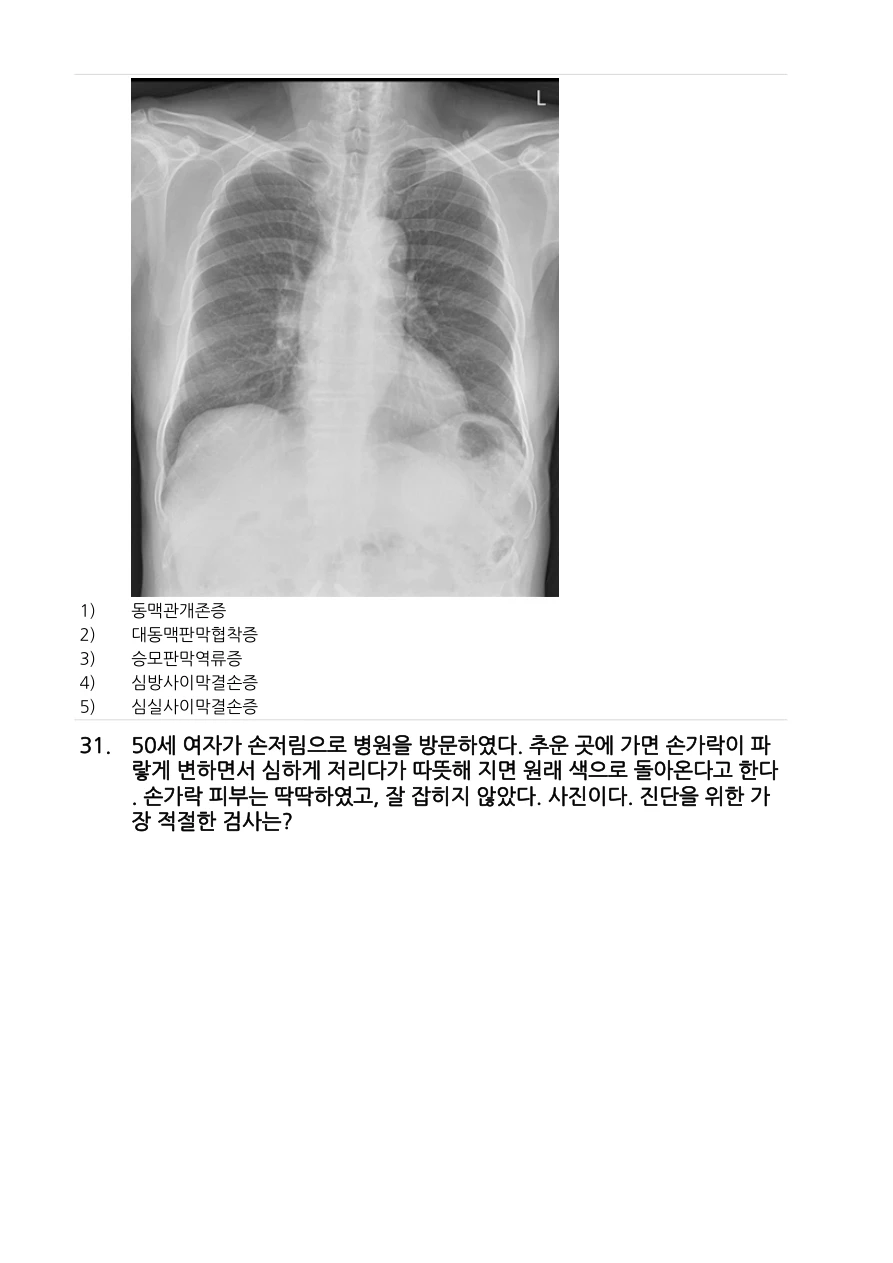 L
1) 동맥관개존증
2) 대동맥판막협착증
3) 승모판막역류증
4) 심방사이막결손증
5) 심실사이막결손증
31. 50세 여자가 손저림으로 병원을 방문하였다. 추운 곳에 가면 손가락이 파
랗게 변하면서 심하게 저리다가 따뜻해 지면 원래 색으로 돌아온다고 한다
. 손가락 피부는 딱딱하였고, 잘 잡히지 않았다. 사진이다. 진단을 위한 가
장 적절한 검사는?